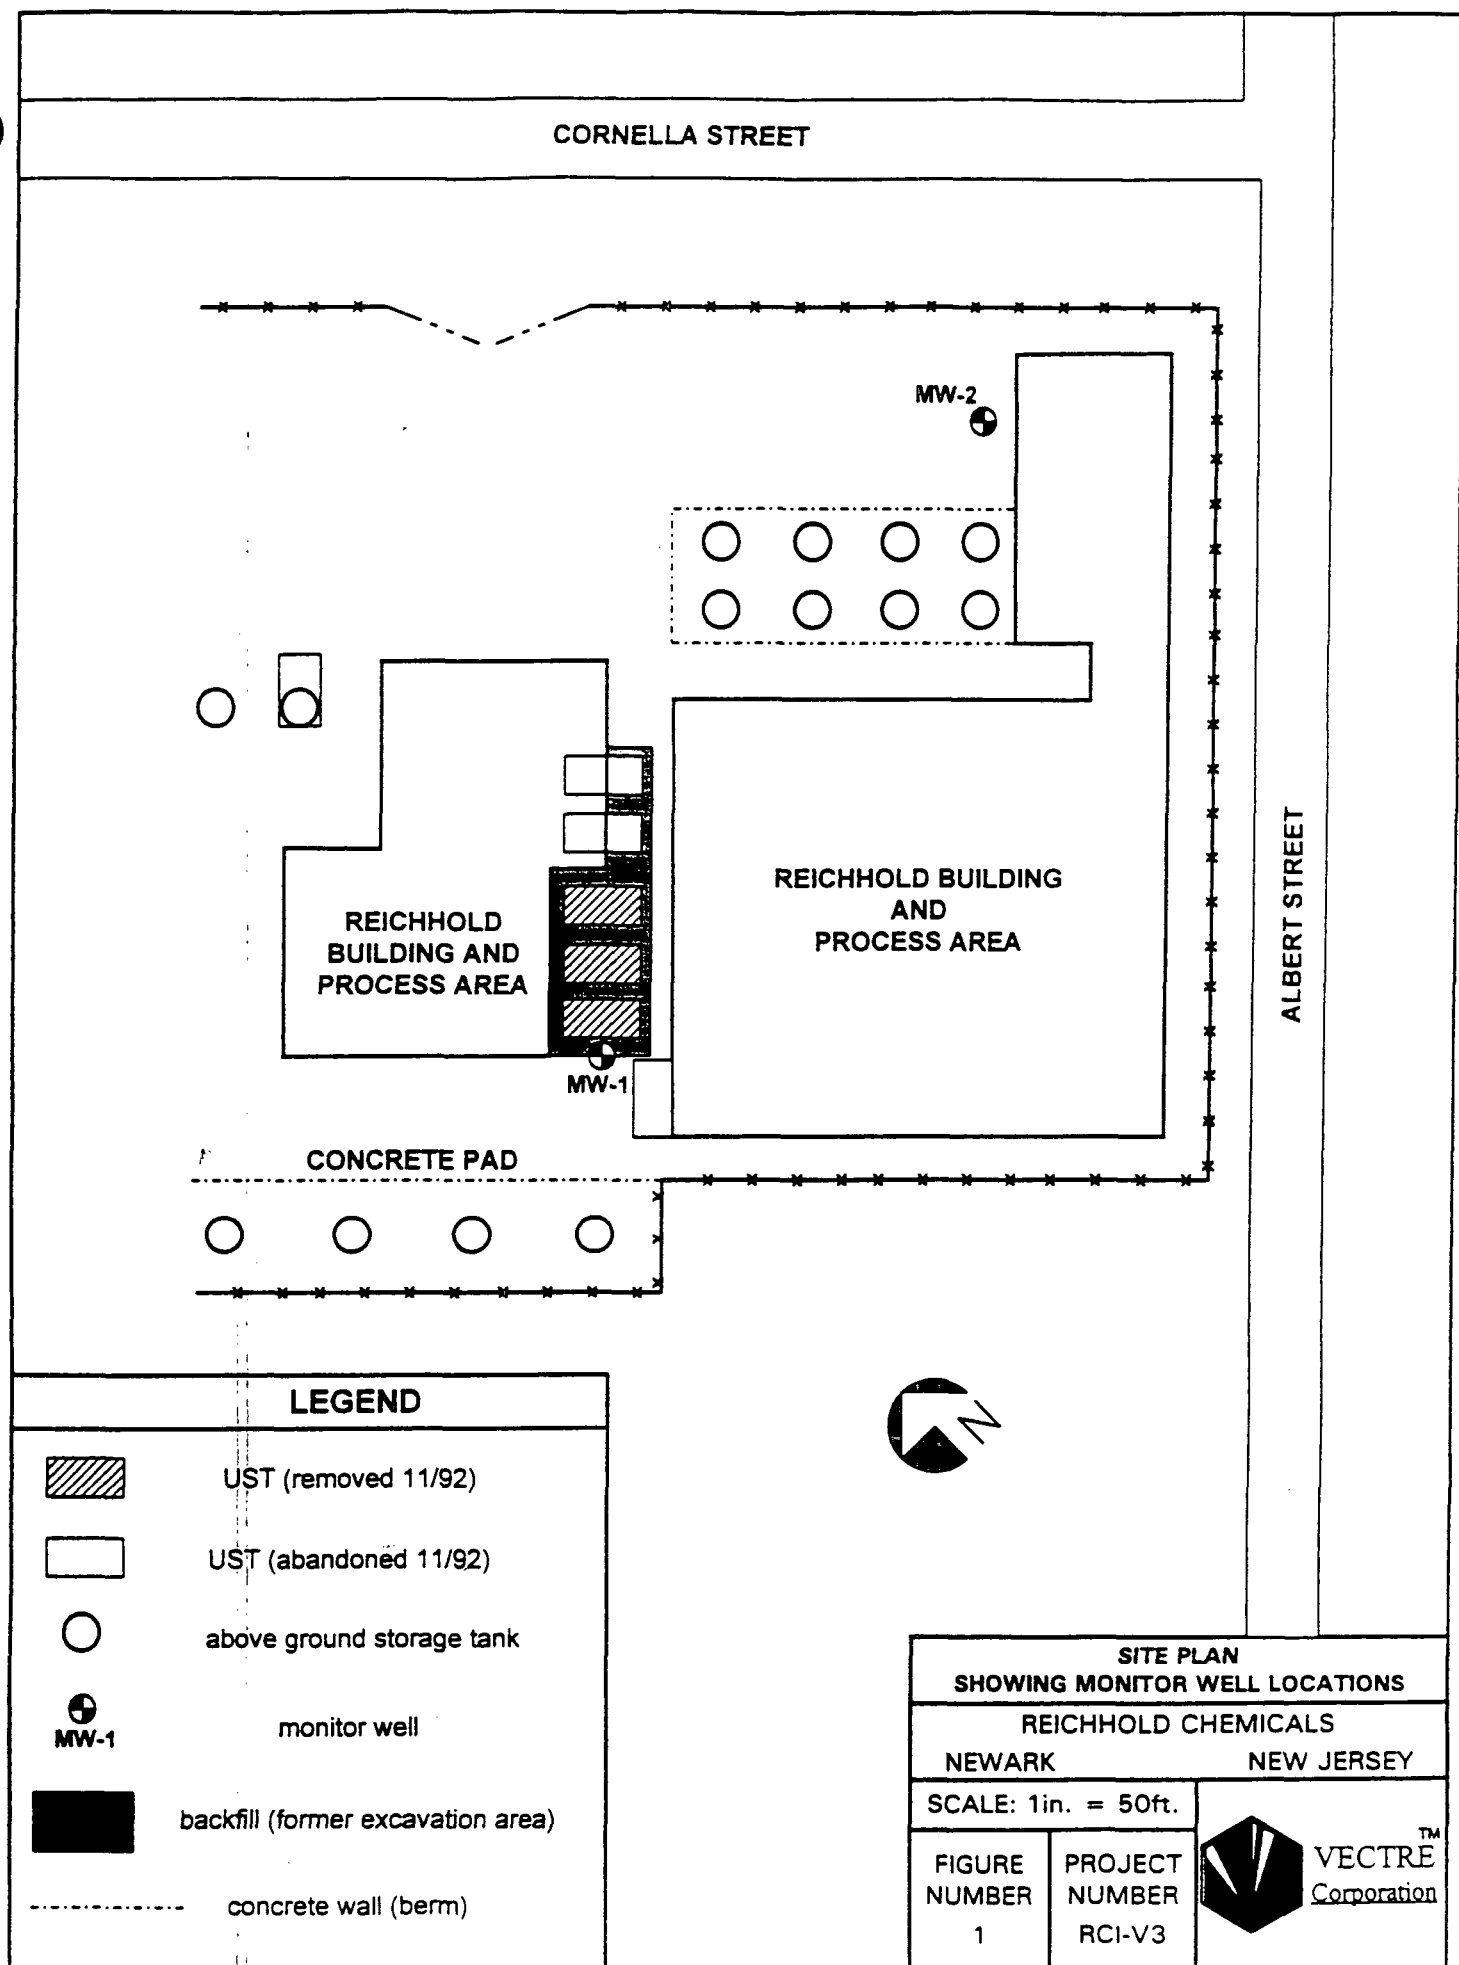 CORNELLA STREET
MW-2
ALBERT STREET
REICHHOLD BUILDING
AND
PROCESS AREA
REICHHOLD
BUILDING AND
PROCESS AREA
MW-1
CONCRETE PAD
N
LEGEND
UST (removed 11/92)
UST (abandoned 11/92)
above ground storage tank
MW-1
monitor well
backfill (former excavation area)
concrete wall (berm)
SITE PLAN
SHOWING MONITOR WELL LOCATIONS
REICHHOLD CHEMICALS
NEWARK NEW JERSEY
SCALE: 1in. = 50ft.
FIGURE
NUMBER
1
PROJECT
NUMBER
RCI-V3
VECTRE TM
Corporation